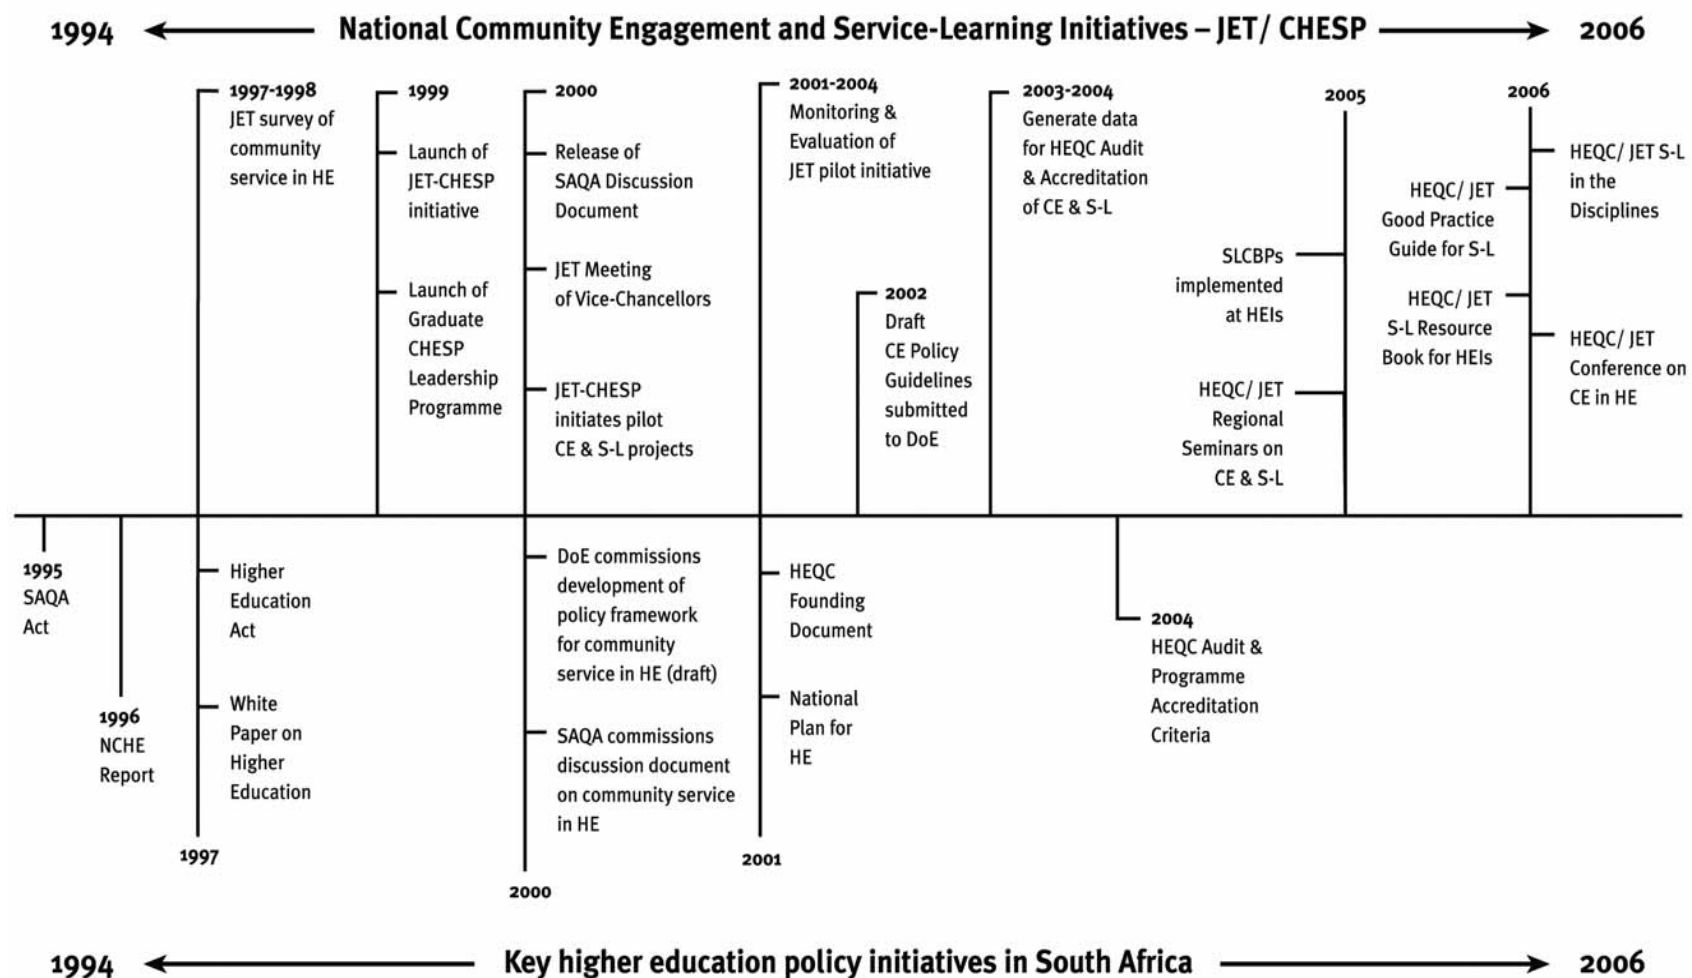 1994
National Community Engagement and Service-Learning Initiatives – JET/ CHESP
2006
1997-1998
JET survey of
community
service in HE
1999
Launch of
JET-CHESP
initiative
Launch of
Graduate
CHESP
Leadership
Programme
2000
Release of
SAQA Discussion
Document
JET Meeting
of Vice-Chancellors
JET-CHESP
initiates pilot
CE & S-L projects
2001-2004
Monitoring &
Evaluation of
JET pilot initiative
2002
Draft
CE Policy
Guidelines
submitted
to DoE
2003-2004
Generate data
for HEQC Audit
& Accreditation
of CE & S-L
2005
SLCBPs
implemented
at HEIs
HEQC/ JET
Regional
Seminars on
CE & S-L
2006
HEQC/ JET
Good Practice
Guide for S-L
HEQC/ JET
S-L Resource
Book for HEIs
HEQC/ JET S-L
in the
Disciplines
HEQC/ JET
Conference on
CE in HE
1995
SAQA
Act
1996
NCHE
Report
Higher
Education
Act
White
Paper on
Higher
Education
1997
DoE commissions
development of
policy framework
for community
service in HE (draft)
SAQA commissions
discussion document
on community service
in HE
2000
HEQC
Founding
Document
National
Plan for
HE
2001
2004
HEQC Audit &
Programme
Accreditation
Criteria
1994
Key higher education policy initiatives in South Africa
2006